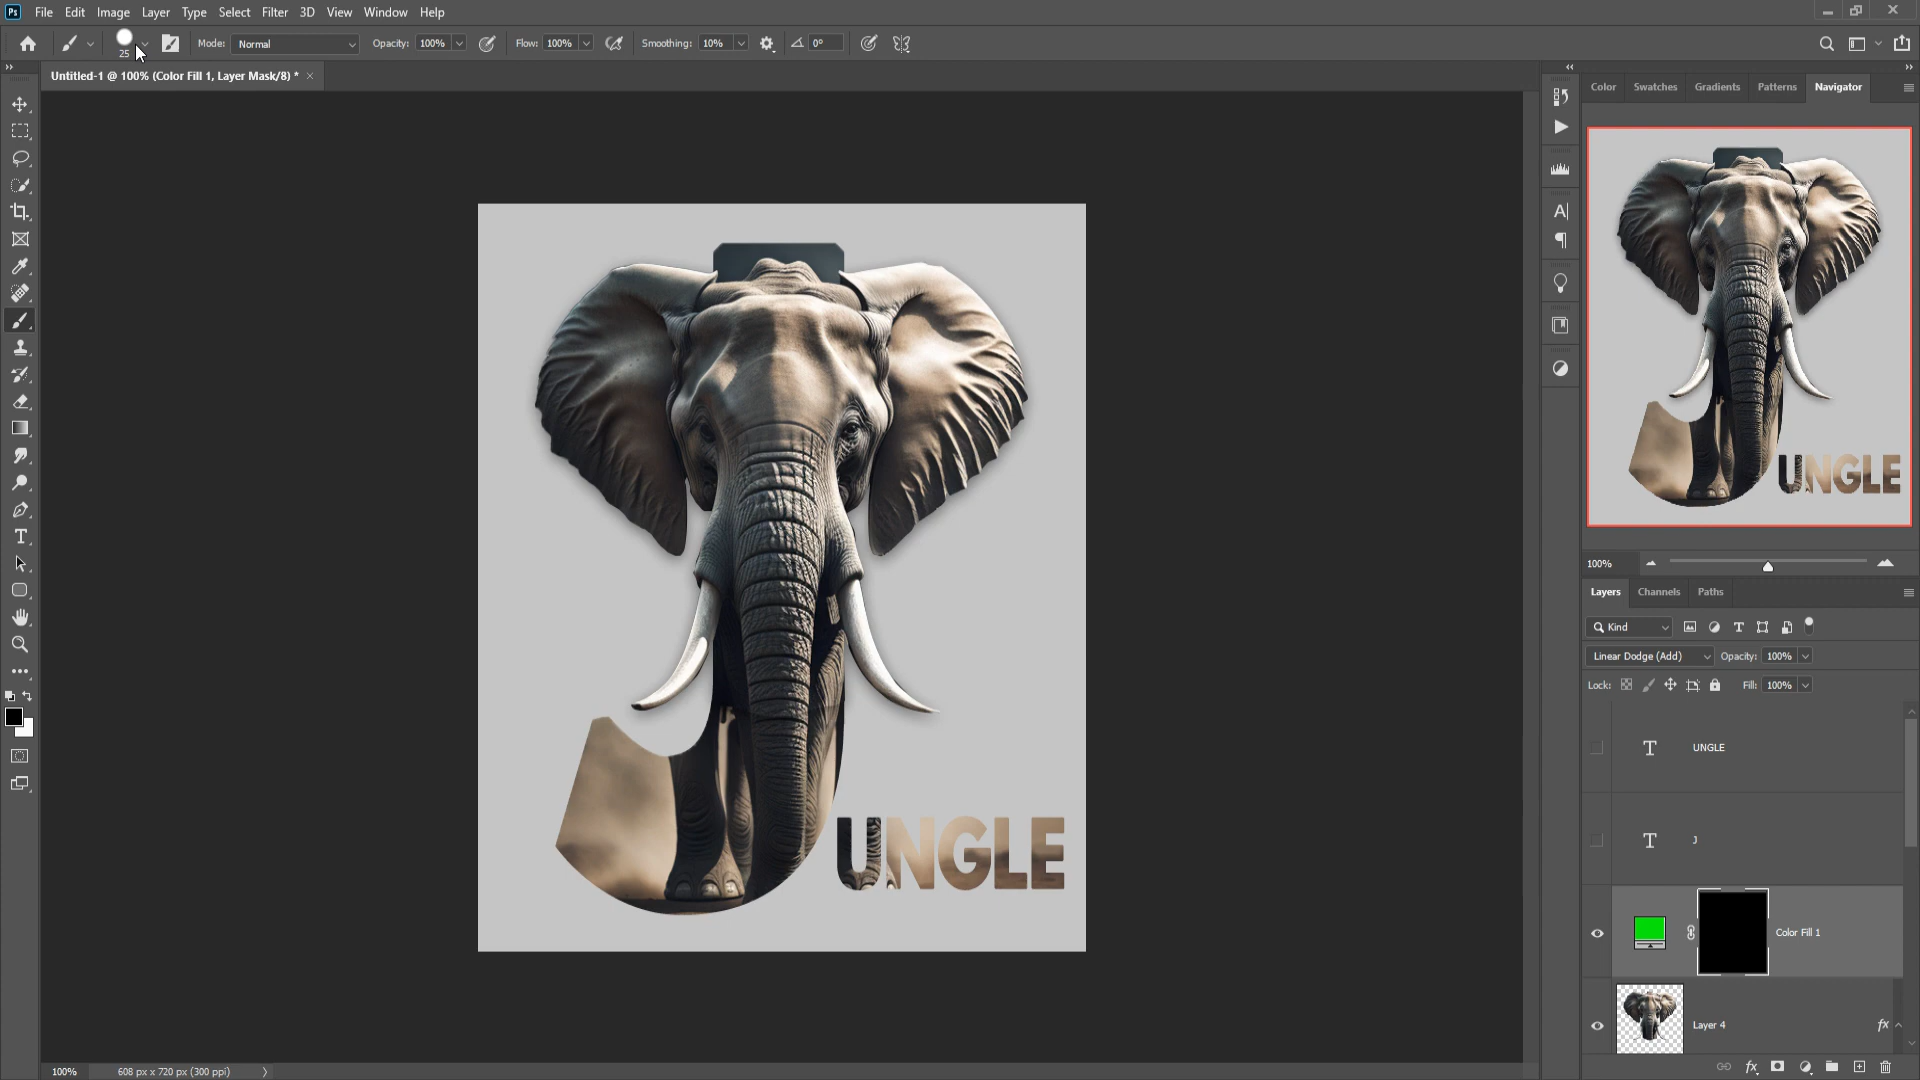 Ps File Edit Image Layer Type Select Filter 3D View Window Help
25 Mode: Normal Opacity: 100% Flow: 100% Smoothing: 10% 0°
Untitled-1 @ 100% (Color Fill 1, Layer Mask/8) * ×
Color Swatches Gradients Patterns Navigator
UNGLE
UNGLE
100%
Layers Channels Paths
Kind
Linear Dodge (Add) Opacity: 100%
Lock: Fill: 100%
UNGLE
J
Color Fill 1
Layer 4 fx
100% 608 px x 720 px (300 ppi)